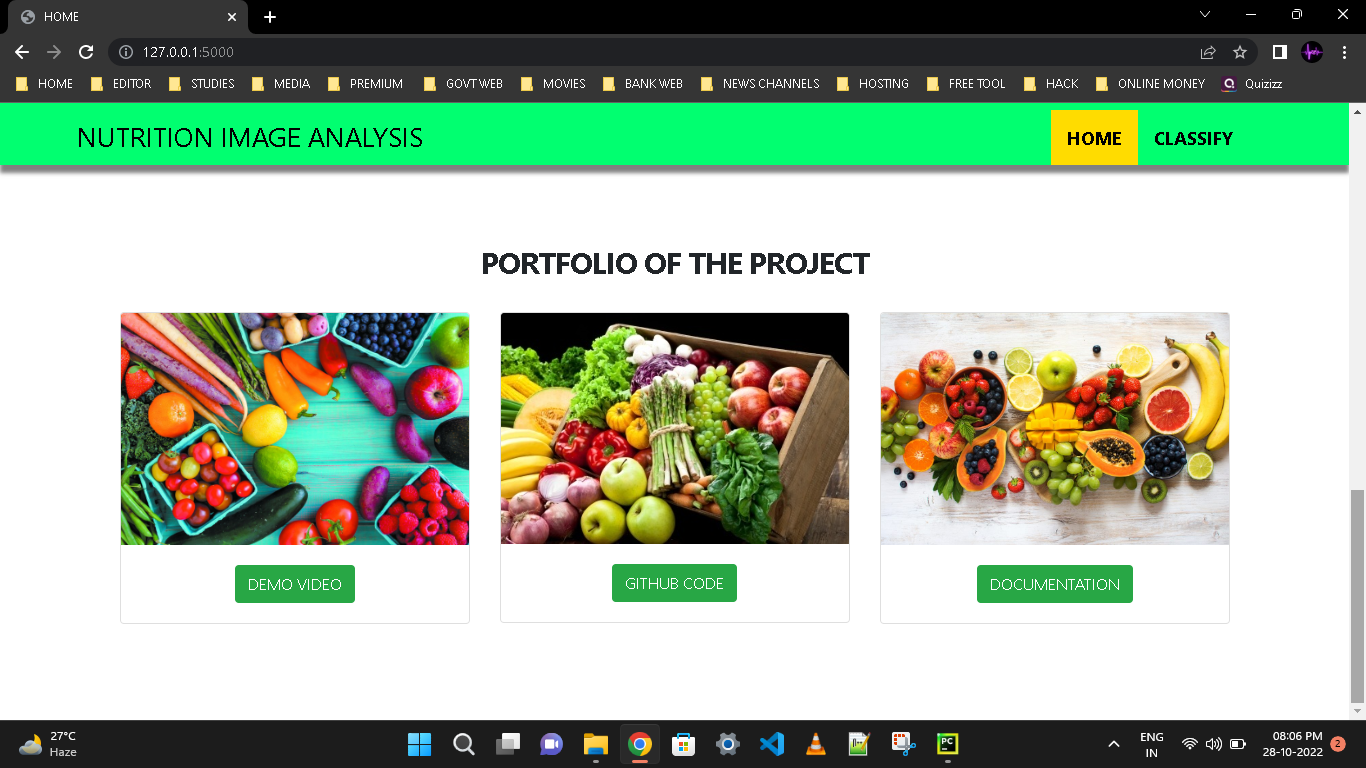 HOME
127.0.0.1:5000
HOME EDITOR STUDIES MEDIA PREMIUM GOVT WEB MOVIES BANK WEB NEWS CHANNELS HOSTING FREE TOOL HACK ONLINE MONEY Quizizz
NUTRITION IMAGE ANALYSIS HOME CLASSIFY
PORTFOLIO OF THE PROJECT
DEMO VIDEO GITHUB CODE DOCUMENTATION
27°C
Haze
PC
ENG
IN
08:06 PM
28-10-2022
2